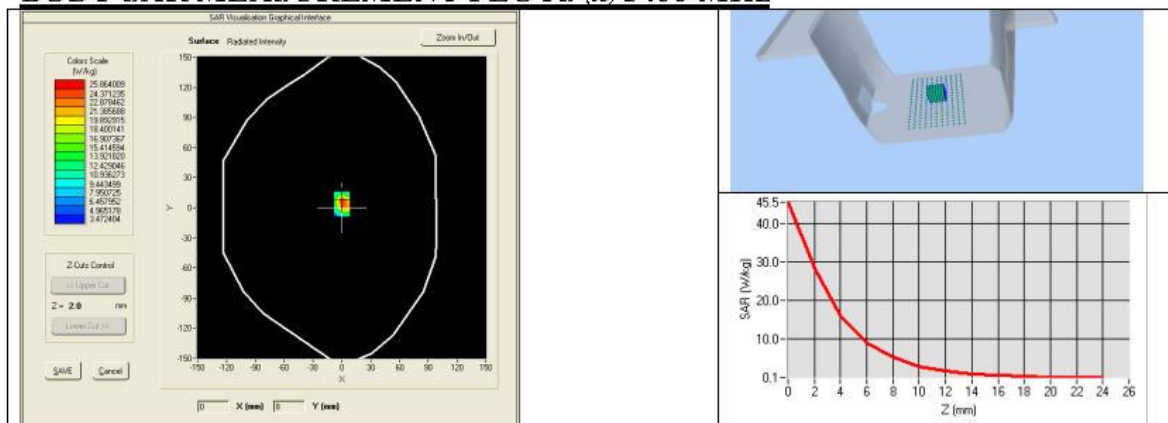 SAR Visualisation Graphical Interface
Surface Radiated Intensity
Zoom In/Out
Colors Scale
(W/kg)
25.864009
24.371235
22.878462
21.385688
19.892915
18.400141
16.907367
15.414594
13.921820
12.429046
10.936273
9.443499
7.950725
6.457952
4.965178
3.472404
Z-Cuts Control
<< Upper Cut
Z = 2.0 mm
Lower Cut >>
SAVE Cancel
150
120
90
60
30
0
-30
-60
-90
-120
-150
Y
-150 -120 -90 -60 -30 0 30 60 90 120 150
X
0 X (mm) 0 Y (mm)
45.5
40.0
30.0
20.0
10.0
0.1
SAR (W/kg)
0 2 4 6 8 10 12 14 16 18 20 22 24 26
Z (mm)